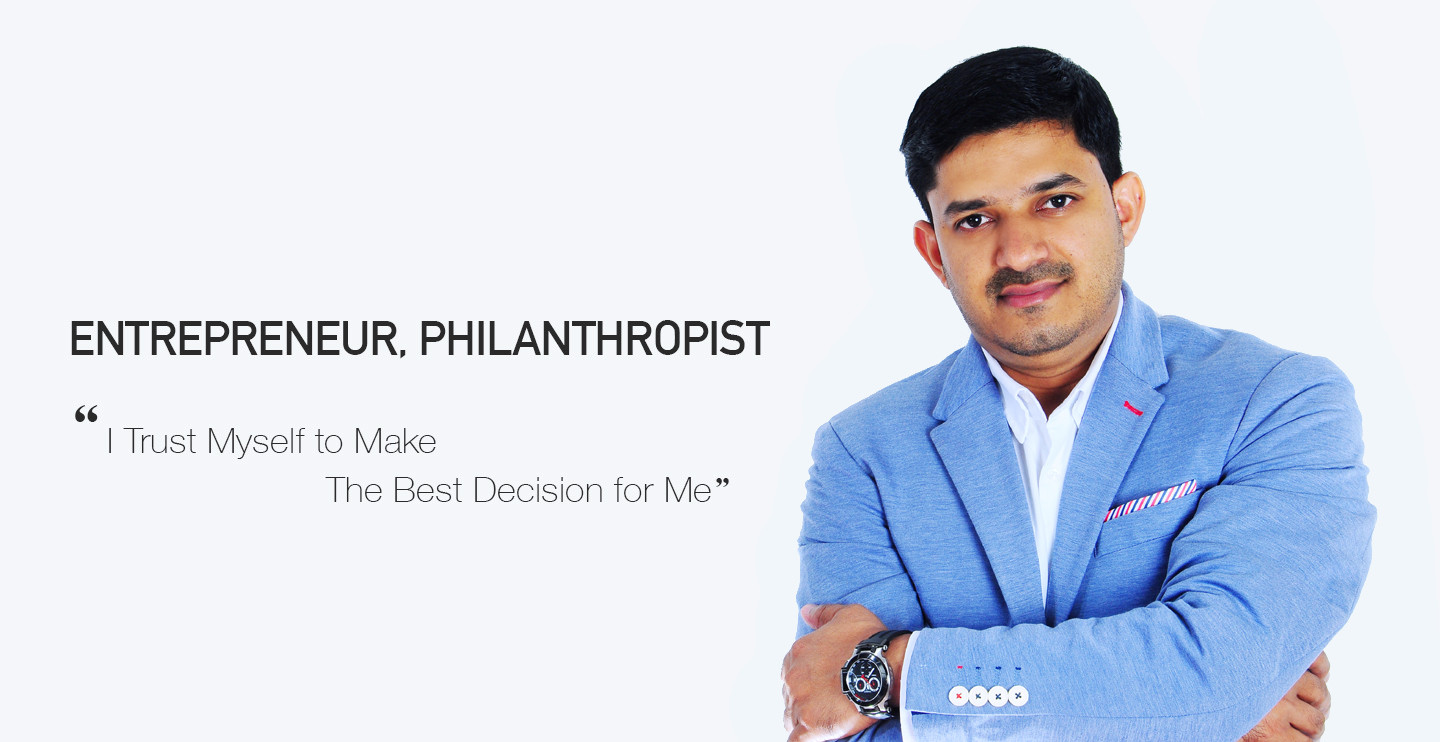 ENTREPRENEUR, PHILANTHROPIST
“ I Trust Myself to Make
The Best Decision for Me”